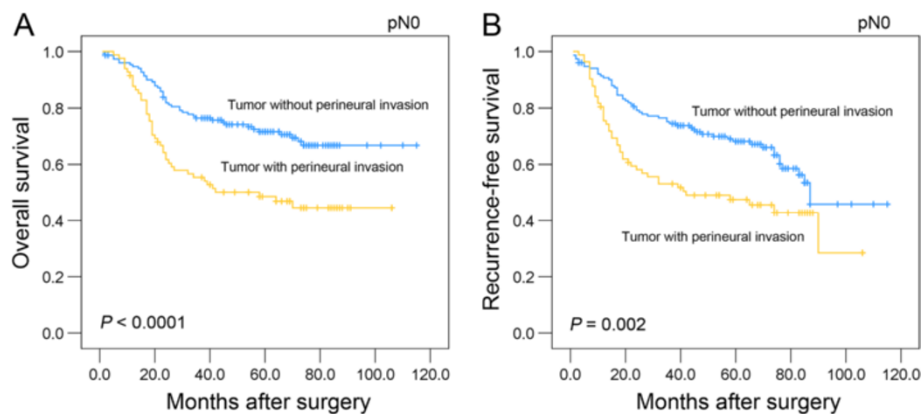 A
pN0
Overall survival
1.0
0.8
0.6
0.4
0.2
0.0
Tumor without perineural invasion
Tumor with perineural invasion
P < 0.0001
0.0 20.0 40.0 60.0 80.0 100.0 120.0
Months after surgery
B
pN0
Recurrence-free survival
1.0
0.8
0.6
0.4
0.2
0.0
Tumor without perineural invasion
Tumor with perineural invasion
P = 0.002
0.0 20.0 40.0 60.0 80.0 100.0 120.0
Months after surgery